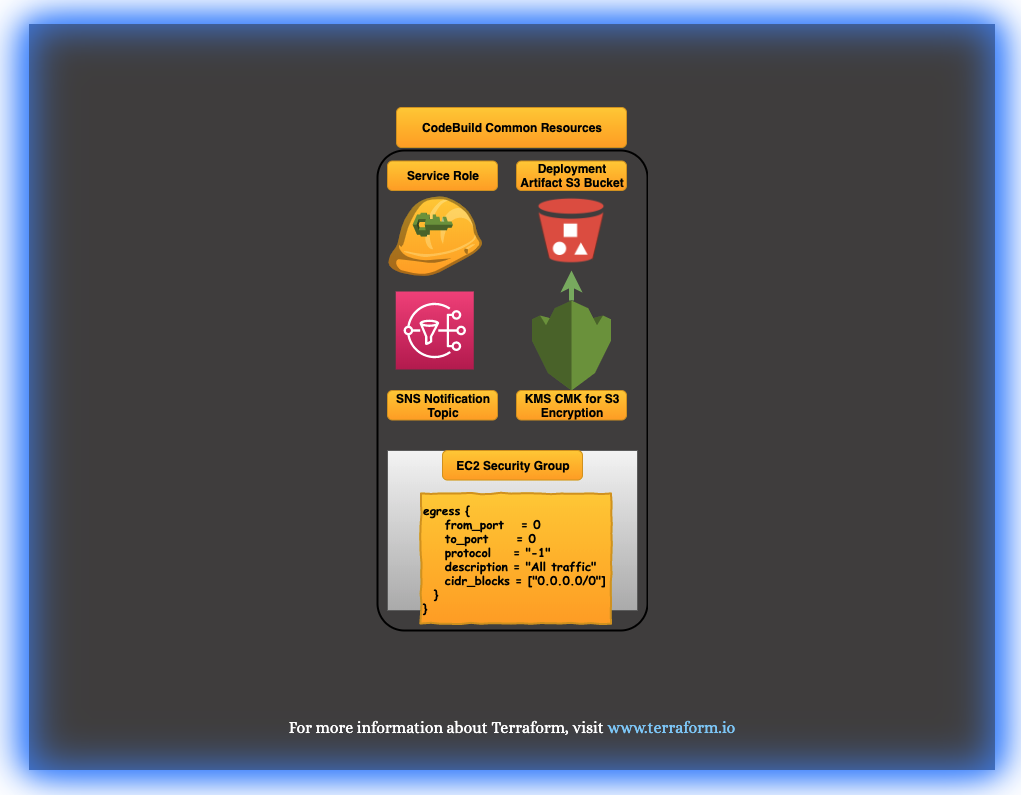 CodeBuild Common Resources
Service Role
Deployment
Artifact S3 Bucket
SNS Notification
Topic
KMS CMK for S3
Encryption
EC2 Security Group
egress {
from_port = 0
to_port = 0
protocol = "-1"
description = "All traffic"
cidr_blocks = ["0.0.0.0/0"]
}
}
For more information about Terraform, visit www.terraform.io